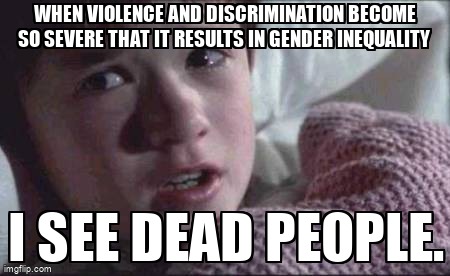 WHEN VIOLENCE AND DISCRIMINATION BECOME
SO SEVERE THAT IT RESULTS IN GENDER INEQUALITY
I SEE DEAD PEOPLE.
imgflip.com